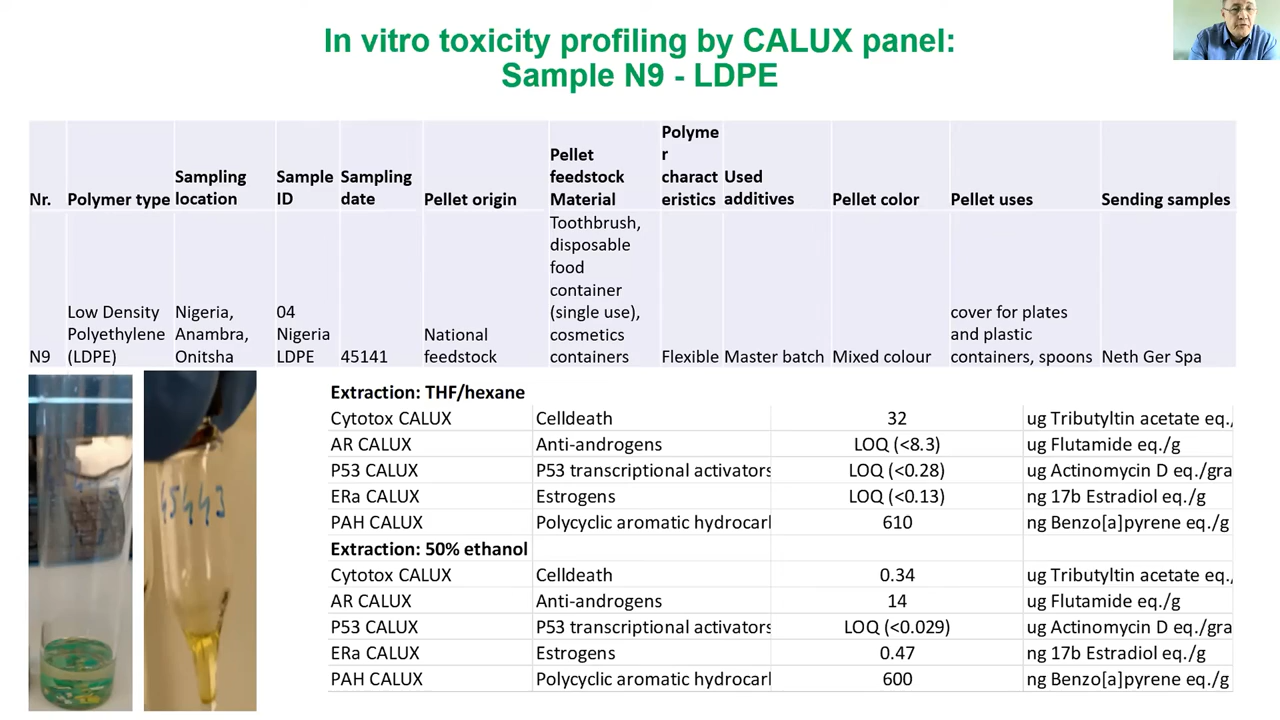 In vitro toxicity profiling by CALUX panel:
Sample N9 - LDPE
Nr. Polymer type Sampling location Sample ID Sampling date Pellet origin Pellet feedstock Material Polymer characteristics Used additives Pellet color Pellet uses Sending samples
N9 Low Density Polyethylene (LDPE) Nigeria, Anambra, Onitsha 04 Nigeria LDPE 45141 National feedstock Toothbrush, disposable food container (single use), cosmetics containers Flexible Master batch Mixed colour cover for plates and plastic containers, spoons Neth Ger Spa
45443
Extraction: THF/hexane
Cytotox CALUX Celldeath 32 ug Tributyltin acetate eq./
AR CALUX Anti-androgens LOQ (<8.3) ug Flutamide eq./g
P53 CALUX P53 transcriptional activators LOQ (<0.28) ug Actinomycin D eq./gra
ERa CALUX Estrogens LOQ (<0.13) ng 17b Estradiol eq./g
PAH CALUX Polycyclic aromatic hydrocarl 610 ng Benzo[a]pyrene eq./g
Extraction: 50% ethanol
Cytotox CALUX Celldeath 0.34 ug Tributyltin acetate eq./
AR CALUX Anti-androgens 14 ug Flutamide eq./g
P53 CALUX P53 transcriptional activators LOQ (<0.029) ug Actinomycin D eq./gra
ERa CALUX Estrogens 0.47 ng 17b Estradiol eq./g
PAH CALUX Polycyclic aromatic hydrocarl 600 ng Benzo[a]pyrene eq./g